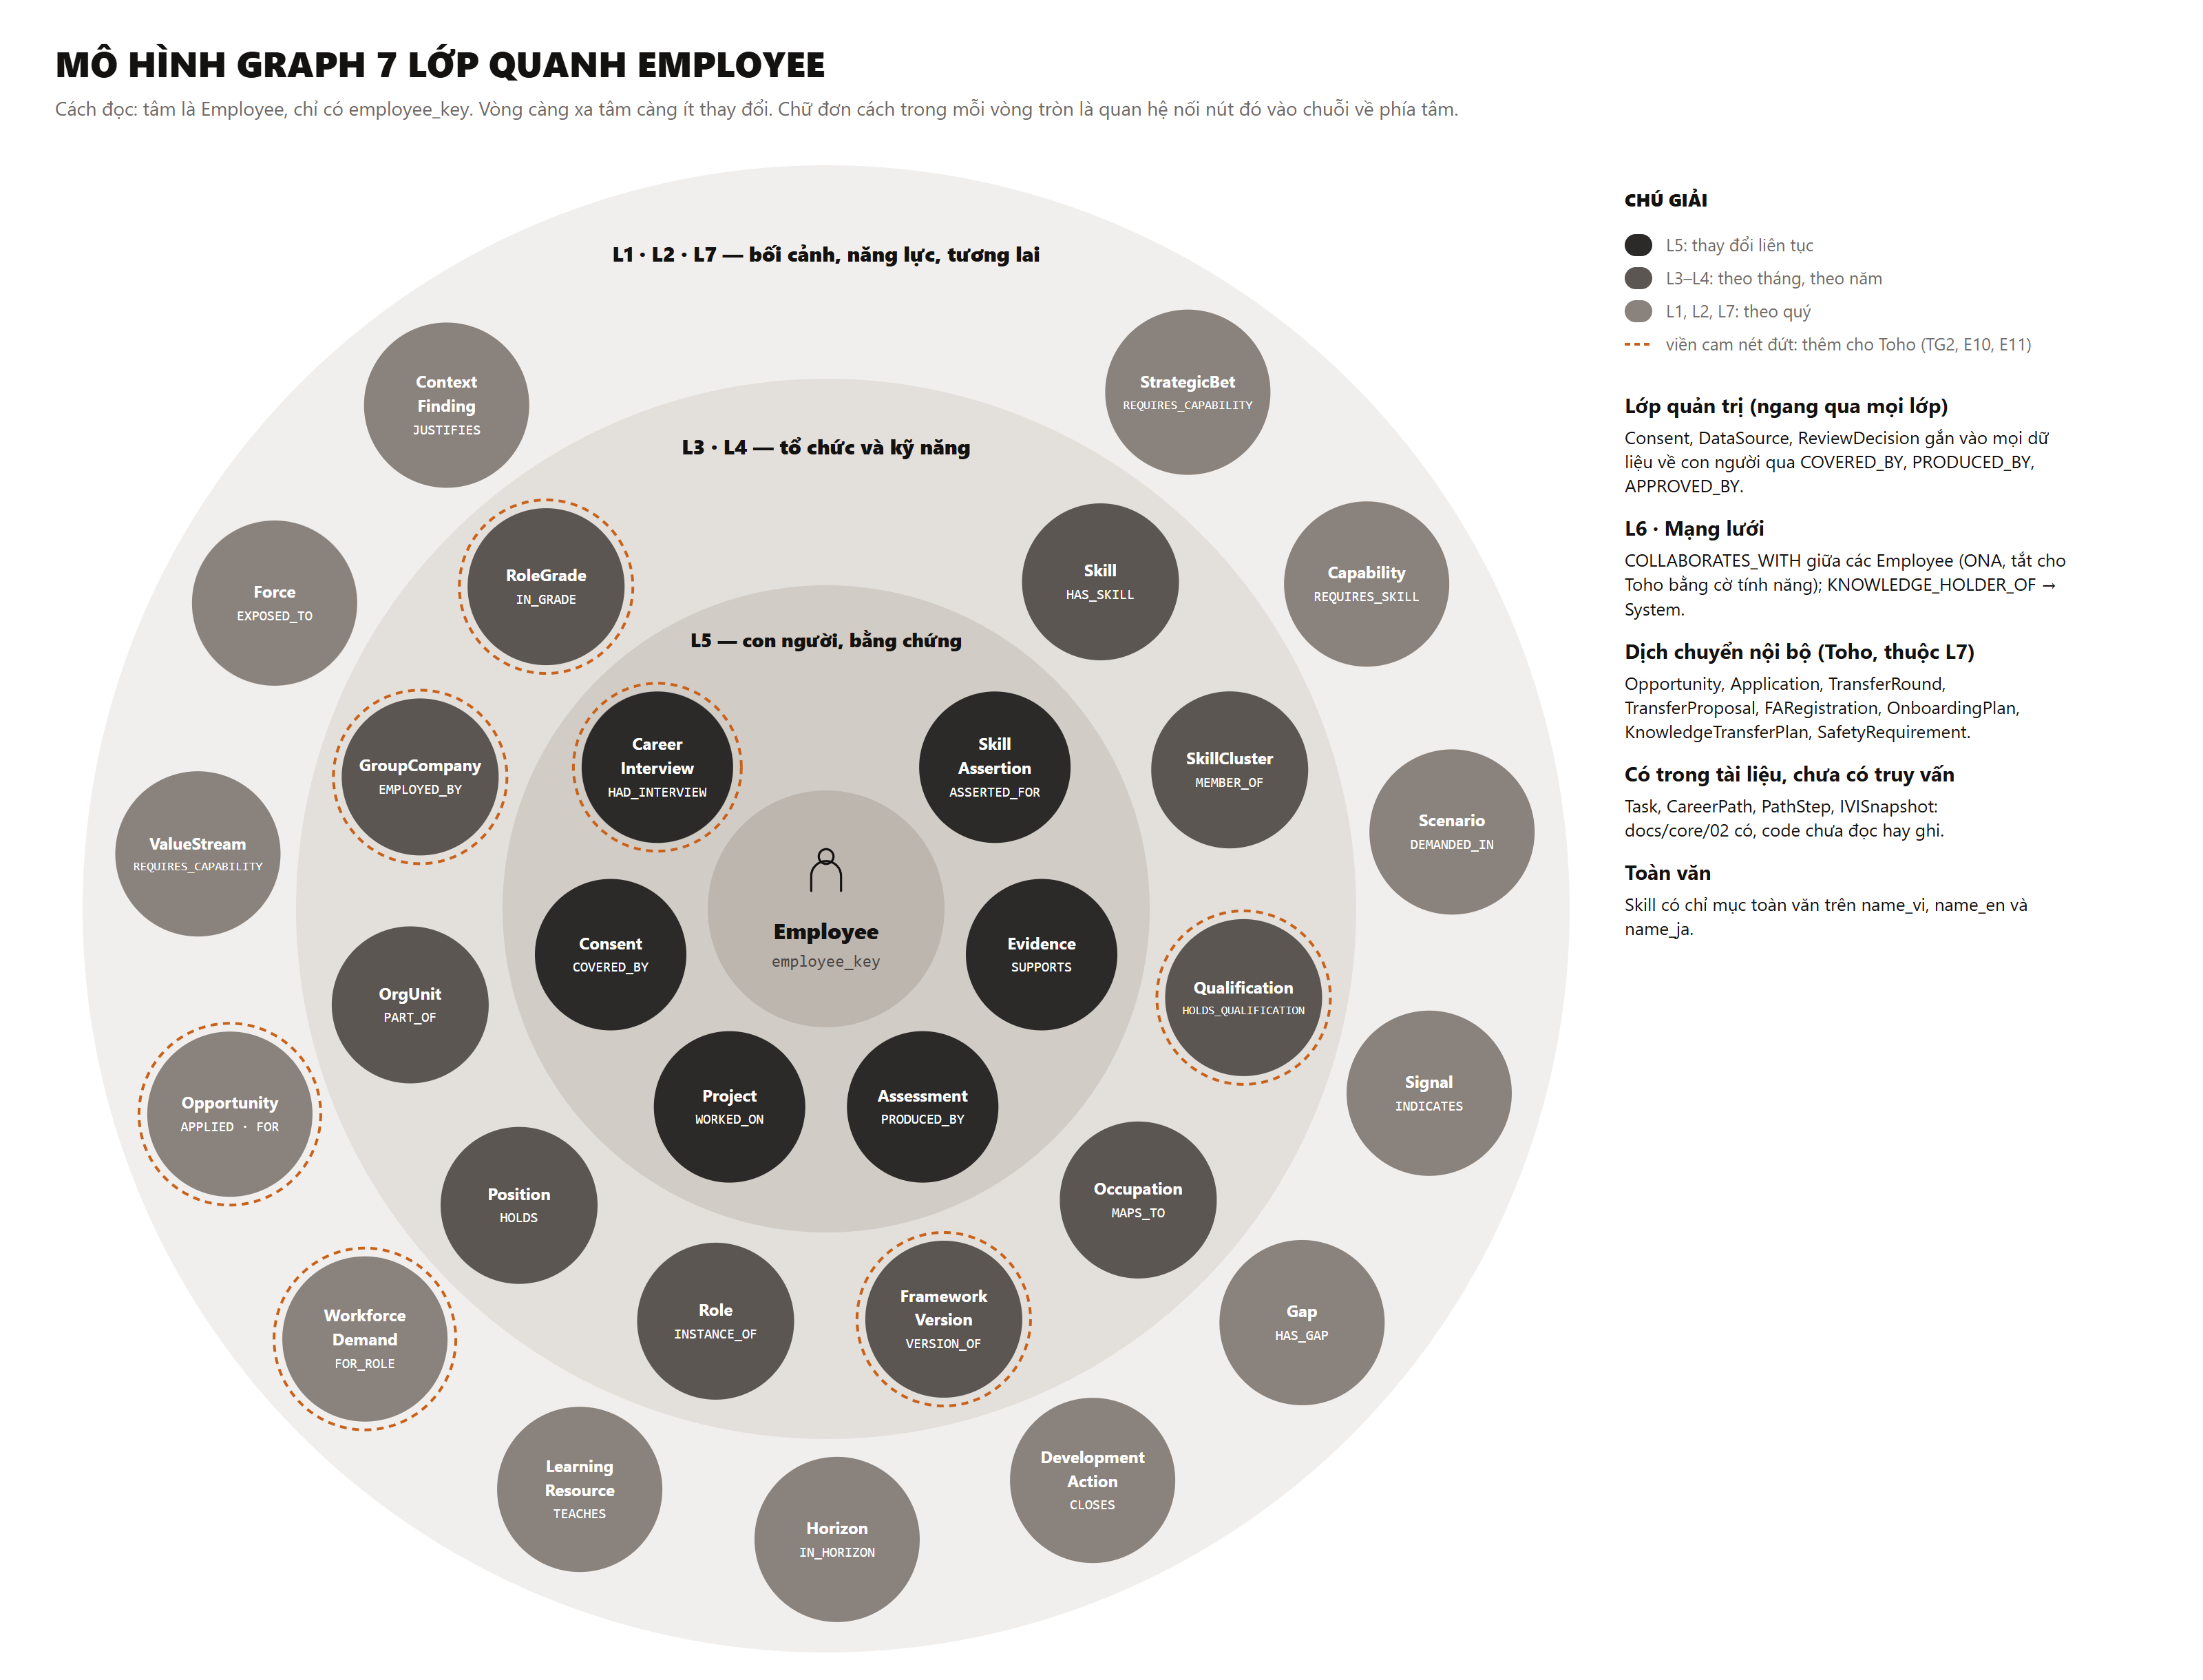 MÔ HÌNH GRAPH 7 LỚP QUANH EMPLOYEE
Cách đọc: tâm là Employee, chỉ có employee_key. Vòng càng xa tâm càng ít thay đổi. Chữ đơn cách trong mỗi vòng tròn là quan hệ nối nút đó vào chuỗi về phía tâm.
L1 · L2 · L7 — bối cảnh, năng lực, tương lai
Context
Finding
JUSTIFIES
StrategicBet
REQUIRES_CAPABILITY
L3 · L4 — tổ chức và kỹ năng
Force
EXPOSED_TO
RoleGrade
IN_GRADE
Skill
HAS_SKILL
Capability
REQUIRES_SKILL
L5 — con người, bằng chứng
GroupCompany
EMPLOYED_BY
Career
Interview
HAD_INTERVIEW
Skill
Assertion
ASSERTED_FOR
SkillCluster
MEMBER_OF
ValueStream
REQUIRES_CAPABILITY
Scenario
DEMANDED_IN
Employee
employee_key
Consent
COVERED_BY
Evidence
SUPPORTS
OrgUnit
PART_OF
Qualification
HOLDS_QUALIFICATION
Opportunity
APPLIED · FOR
Project
WORKED_ON
Assessment
PRODUCED_BY
Signal
INDICATES
Position
HOLDS
Occupation
MAPS_TO
Workforce
Demand
FOR_ROLE
Role
INSTANCE_OF
Framework
Version
VERSION_OF
Gap
HAS_GAP
Learning
Resource
TEACHES
Horizon
IN_HORIZON
Development
Action
CLOSES
CHÚ GIẢI
L5: thay đổi liên tục
L3–L4: theo tháng, theo năm
L1, L2, L7: theo quý
viền cam nét đứt: thêm cho Toho (TG2, E10, E11)
Lớp quản trị (ngang qua mọi lớp)
Consent, DataSource, ReviewDecision gắn vào mọi dữ
liệu về con người qua COVERED_BY, PRODUCED_BY,
APPROVED_BY.
L6 · Mạng lưới
COLLABORATES_WITH giữa các Employee (ONA, tắt cho
Toho bằng cờ tính năng); KNOWLEDGE_HOLDER_OF →
System.
Dịch chuyển nội bộ (Toho, thuộc L7)
Opportunity, Application, TransferRound,
TransferProposal, FARegistration, OnboardingPlan,
KnowledgeTransferPlan, SafetyRequirement.
Có trong tài liệu, chưa có truy vấn
Task, CareerPath, PathStep, IVISnapshot:
docs/core/02 có, code chưa đọc hay ghi.
Toàn văn
Skill có chỉ mục toàn văn trên name_vi, name_en và
name_ja.